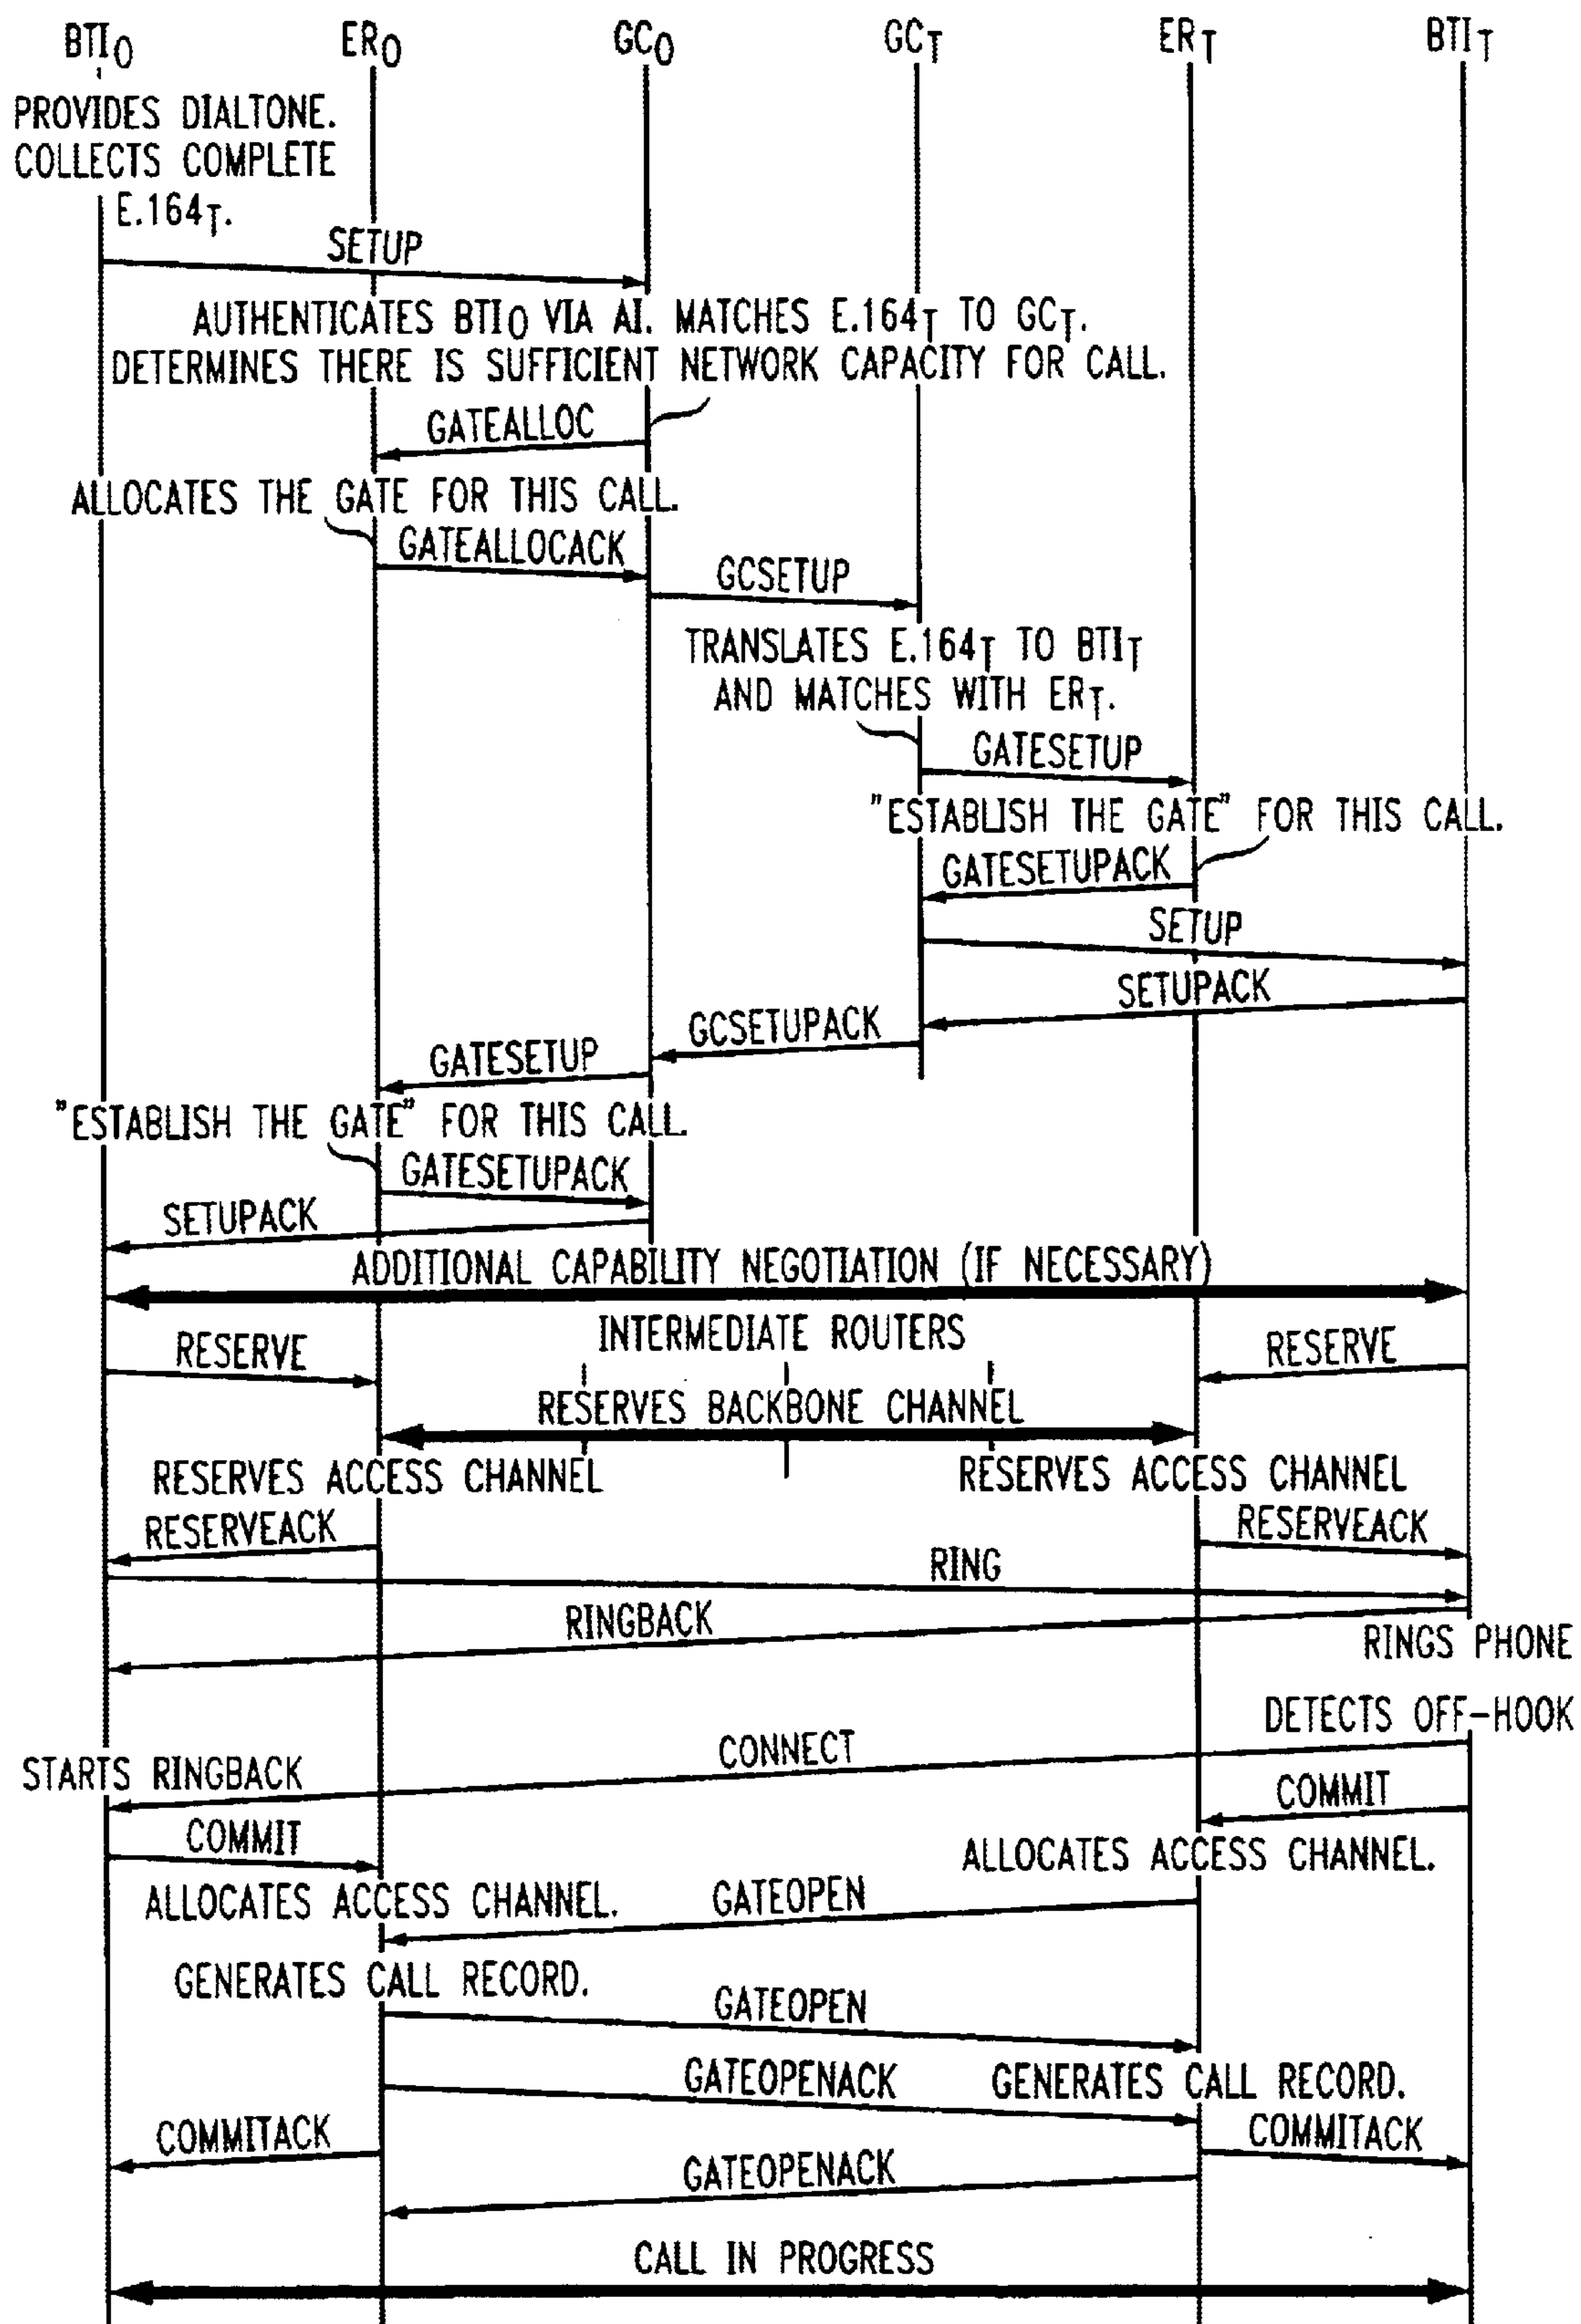 BTIO ERO GCO GCT ERT BTIT
PROVIDES DIALTONE.
COLLECTS COMPLETE
E.164T.
SETUP
AUTHENTICATES BTIO VIA AI. MATCHES E.164T TO GCT.
DETERMINES THERE IS SUFFICIENT NETWORK CAPACITY FOR CALL.
GATEALLOC
ALLOCATES THE GATE FOR THIS CALL.
GATEALLOCACK
GCSETUP
TRANSLATES E.164T TO BTIT
AND MATCHES WITH ERT.
GATESETUP
"ESTABLISH THE GATE" FOR THIS CALL.
GATESETUPACK
SETUP
SETUPACK
GCSETUPACK
GATESETUP
"ESTABLISH THE GATE" FOR THIS CALL.
GATESETUPACK
SETUPACK
ADDITIONAL CAPABILITY NEGOTIATION (IF NECESSARY)
INTERMEDIATE ROUTERS
RESERVE
RESERVE
RESERVES BACKBONE CHANNEL
RESERVES ACCESS CHANNEL
RESERVES ACCESS CHANNEL
RESERVEACK
RESERVEACK
RING
RINGBACK
RINGS PHONE
DETECTS OFF-HOOK
CONNECT
STARTS RINGBACK
COMMIT
COMMIT
ALLOCATES ACCESS CHANNEL.
ALLOCATES ACCESS CHANNEL.
GATEOPEN
GENERATES CALL RECORD.
GATEOPEN
GATEOPENACK
GENERATES CALL RECORD.
COMMITACK
COMMITACK
GATEOPENACK
CALL IN PROGRESS